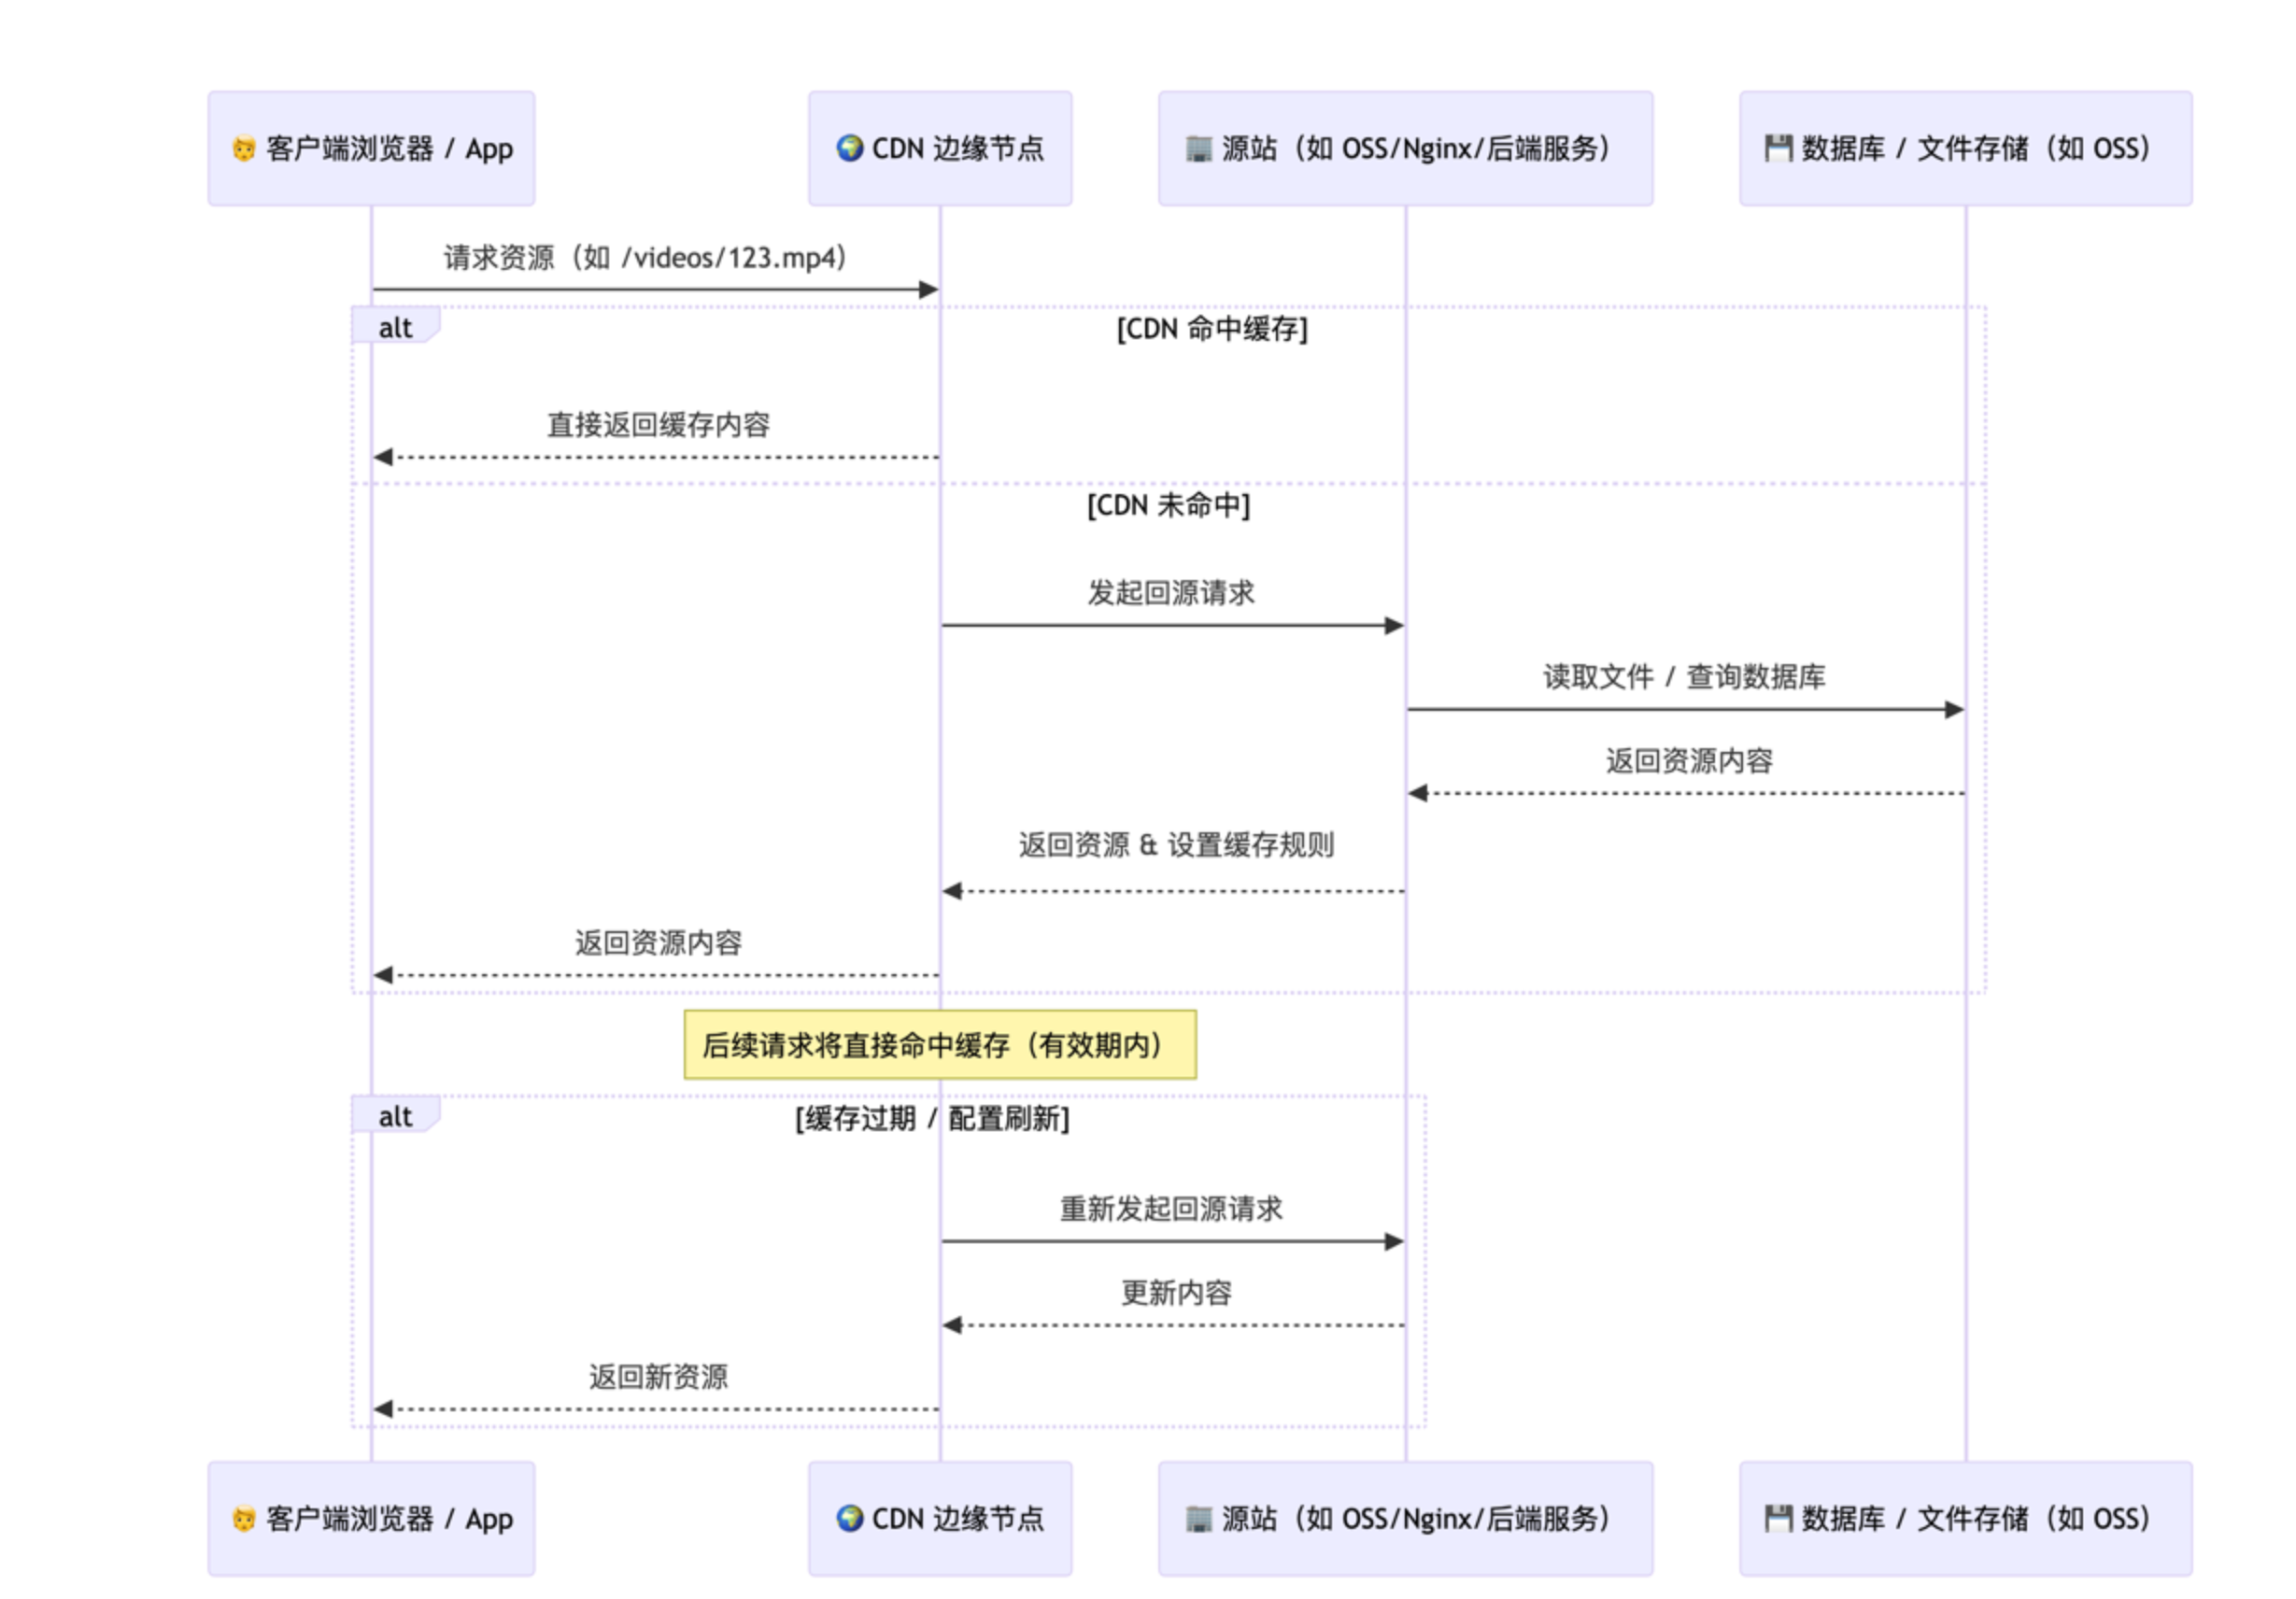 客户端浏览器 / App
CDN 边缘节点
源站（如 OSS/Nginx/后端服务）
数据库 / 文件存储（如 OSS）
请求资源（如 /videos/123.mp4）
alt
[CDN 命中缓存]
直接返回缓存内容
[CDN 未命中]
发起回源请求
读取文件 / 查询数据库
返回资源内容
返回资源 & 设置缓存规则
返回资源内容
后续请求将直接命中缓存（有效期内）
alt
[缓存过期 / 配置刷新]
重新发起回源请求
更新内容
返回新资源
客户端浏览器 / App
CDN 边缘节点
源站（如 OSS/Nginx/后端服务）
数据库 / 文件存储（如 OSS）